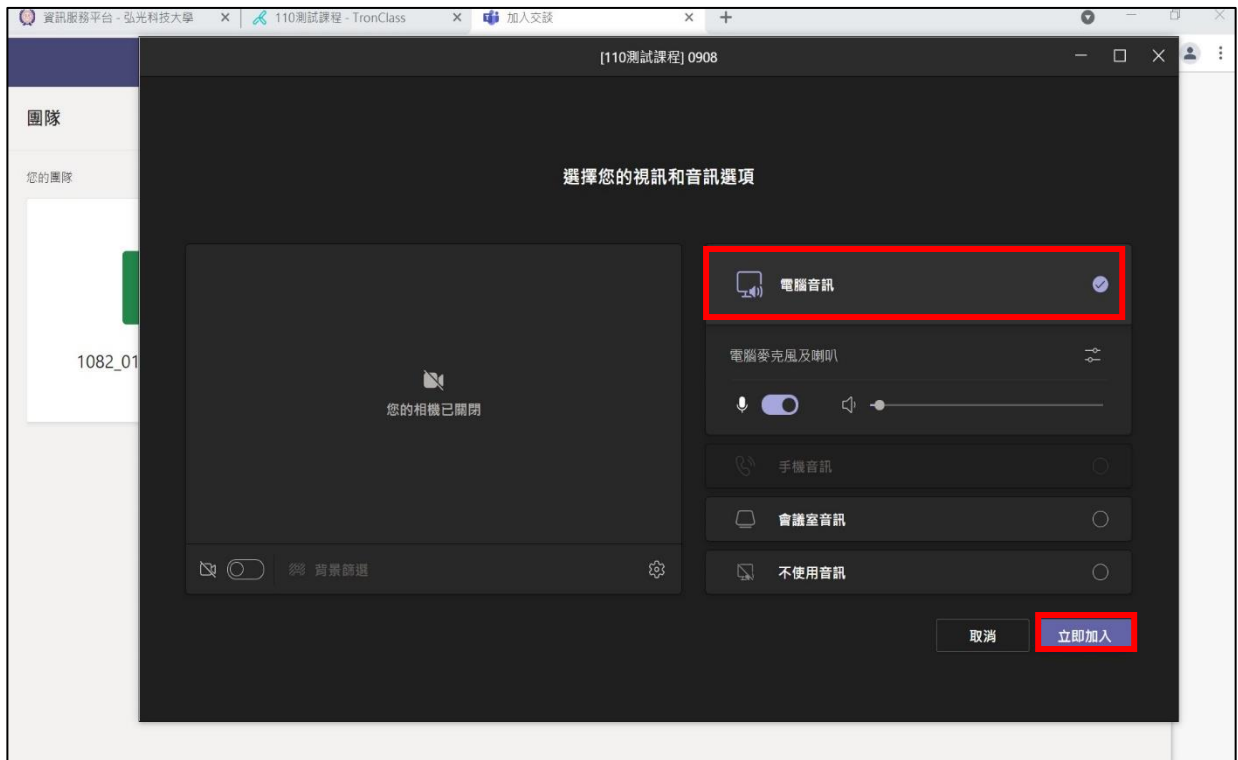 資訊服務平台 - 弘光科技大學
110測試課程 - TronClass
加入交談
[110測試課程] 0908
團隊
您的團隊
1082_01
選擇您的視訊和音訊選項
您的相機已關閉
背景篩選
電腦音訊
電腦麥克風及喇叭
手機音訊
會議室音訊
不使用音訊
取消
立即加入